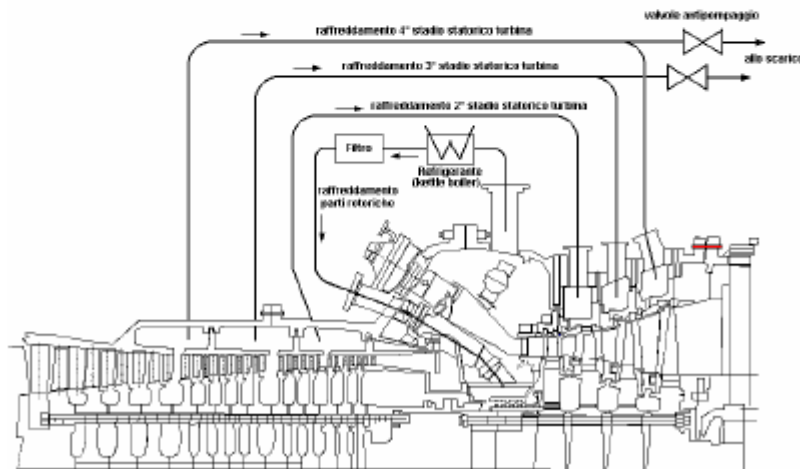 valvole antipompaggio
raffreddamento 4° stadio statorico turbina
allo scarico
raffreddamento 3° stadio statorico turbina
raffreddamento 2° stadio statorico turbina
Filtro
Refrigerante
(kettle boiler)
raffreddamento
parti rotoriche